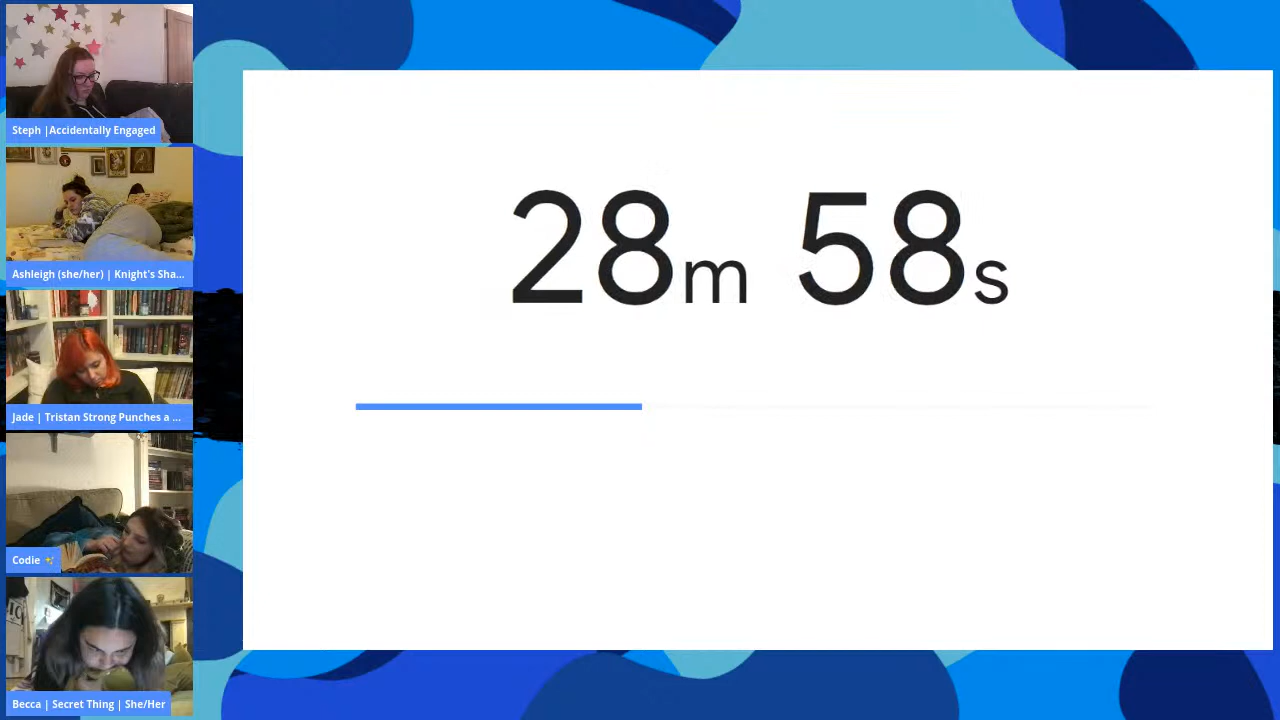 Steph |Accidentally Engaged
Ashleigh (she/her) | Knight's Sha...
Jade | Tristan Strong Punches a ...
Codie ✨
Becca | Secret Thing | She/Her
28m 58s